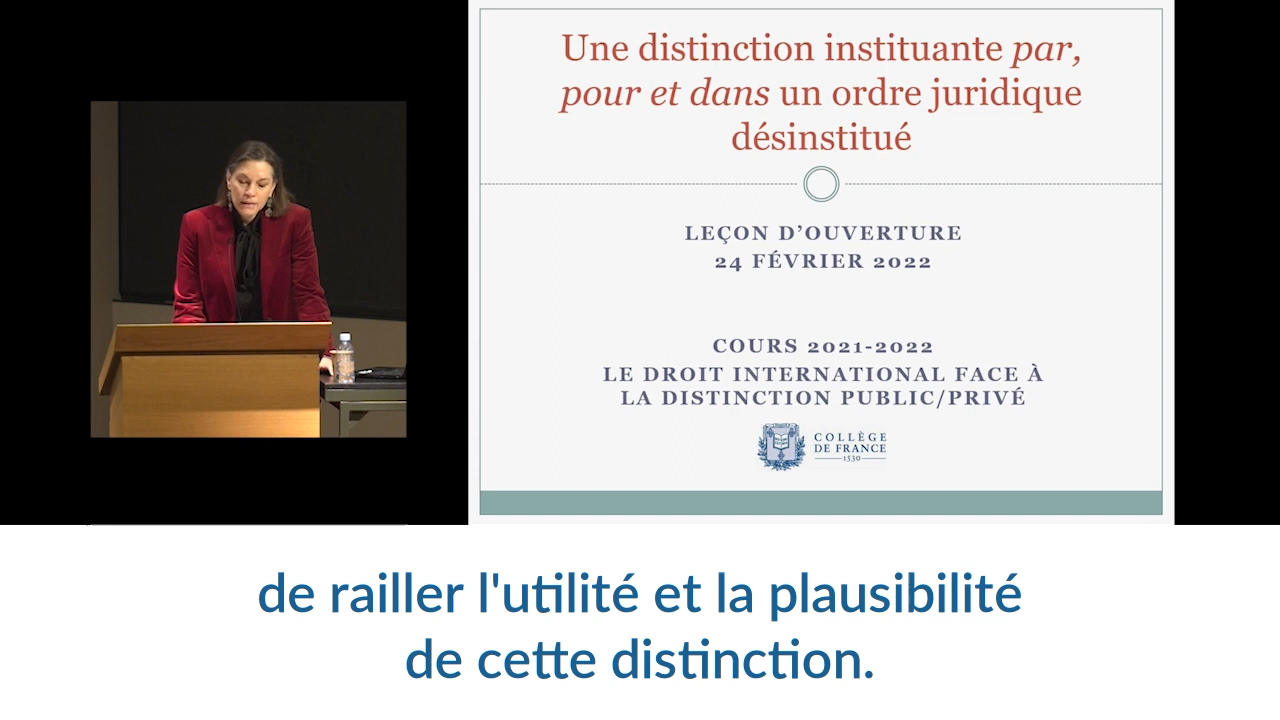 Une distinction instituante par,
pour et dans un ordre juridique
désinstitué
LEÇON D’OUVERTURE
24 FÉVRIER 2022
COURS 2021-2022
LE DROIT INTERNATIONAL FACE À
LA DISTINCTION PUBLIC/PRIVÉ
COLLÈGE
DE FRANCE
1530
de railler l'utilité et la plausibilité
de cette distinction.